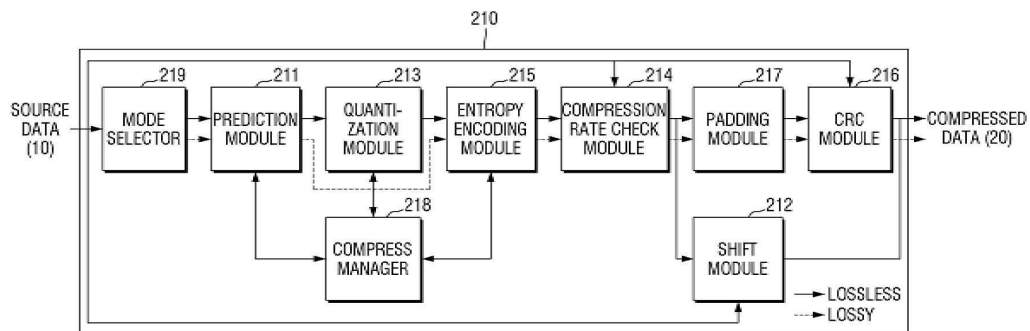 210
219
211
213
215
214
217
216
SOURCE
DATA
(10)
MODE
SELECTOR
PREDICTION
MODULE
QUANTI-
ZATION
MODULE
ENTROPY
ENCODING
MODULE
COMPRESSION
RATE CHECK
MODULE
PADDING
MODULE
CRC
MODULE
COMPRESSED
DATA (20)
218
COMPRESS
MANAGER
212
SHIFT
MODULE
LOSSLESS
LOSSY